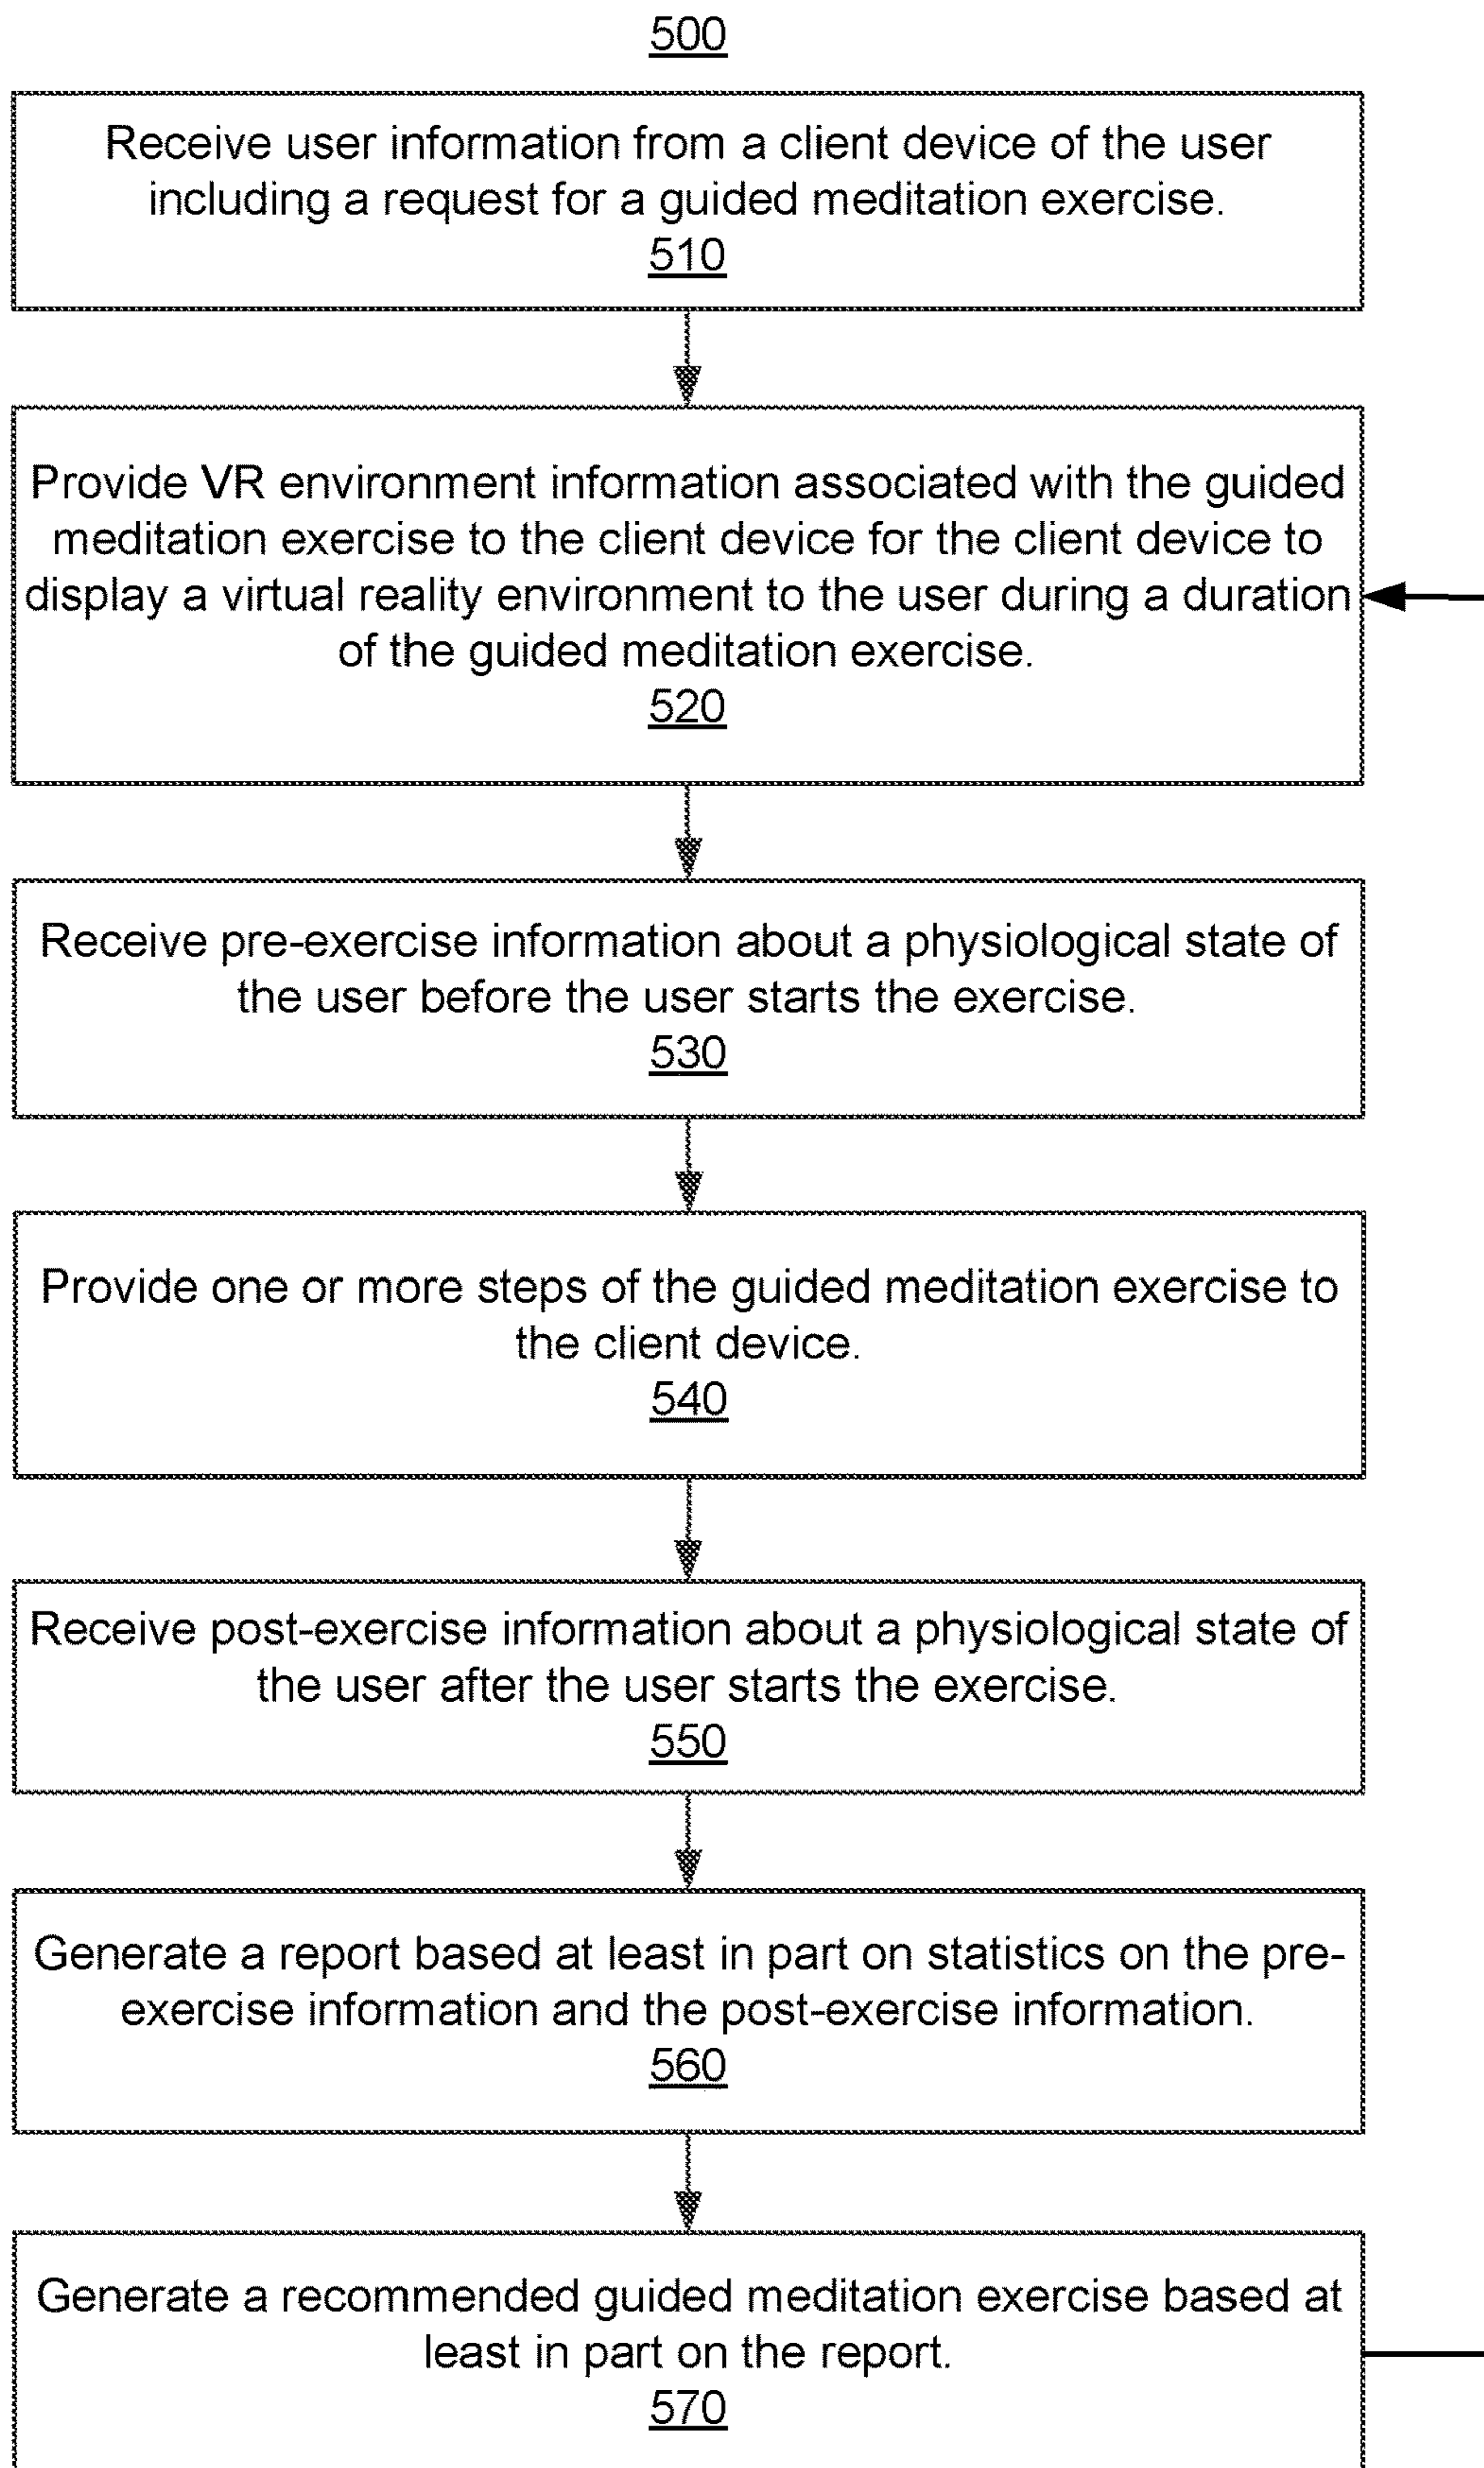 500
Receive user information from a client device of the user
including a request for a guided meditation exercise.
510
Provide VR environment information associated with the guided
meditation exercise to the client device for the client device to
display a virtual reality environment to the user during a duration
of the guided meditation exercise.
520
Receive pre-exercise information about a physiological state of
the user before the user starts the exercise.
530
Provide one or more steps of the guided meditation exercise to
the client device.
540
Receive post-exercise information about a physiological state of
the user after the user starts the exercise.
550
Generate a report based at least in part on statistics on the pre-
exercise information and the post-exercise information.
560
Generate a recommended guided meditation exercise based at
least in part on the report.
570